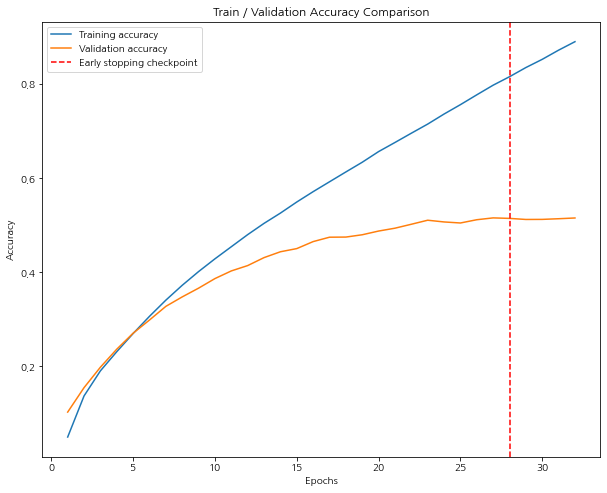 Train / Validation Accuracy Comparison
Training accuracy
Validation accuracy
Early stopping checkpoint
0.8
0.6
0.4
0.2
Accuracy
0 5 10 15 20 25 30
Epochs